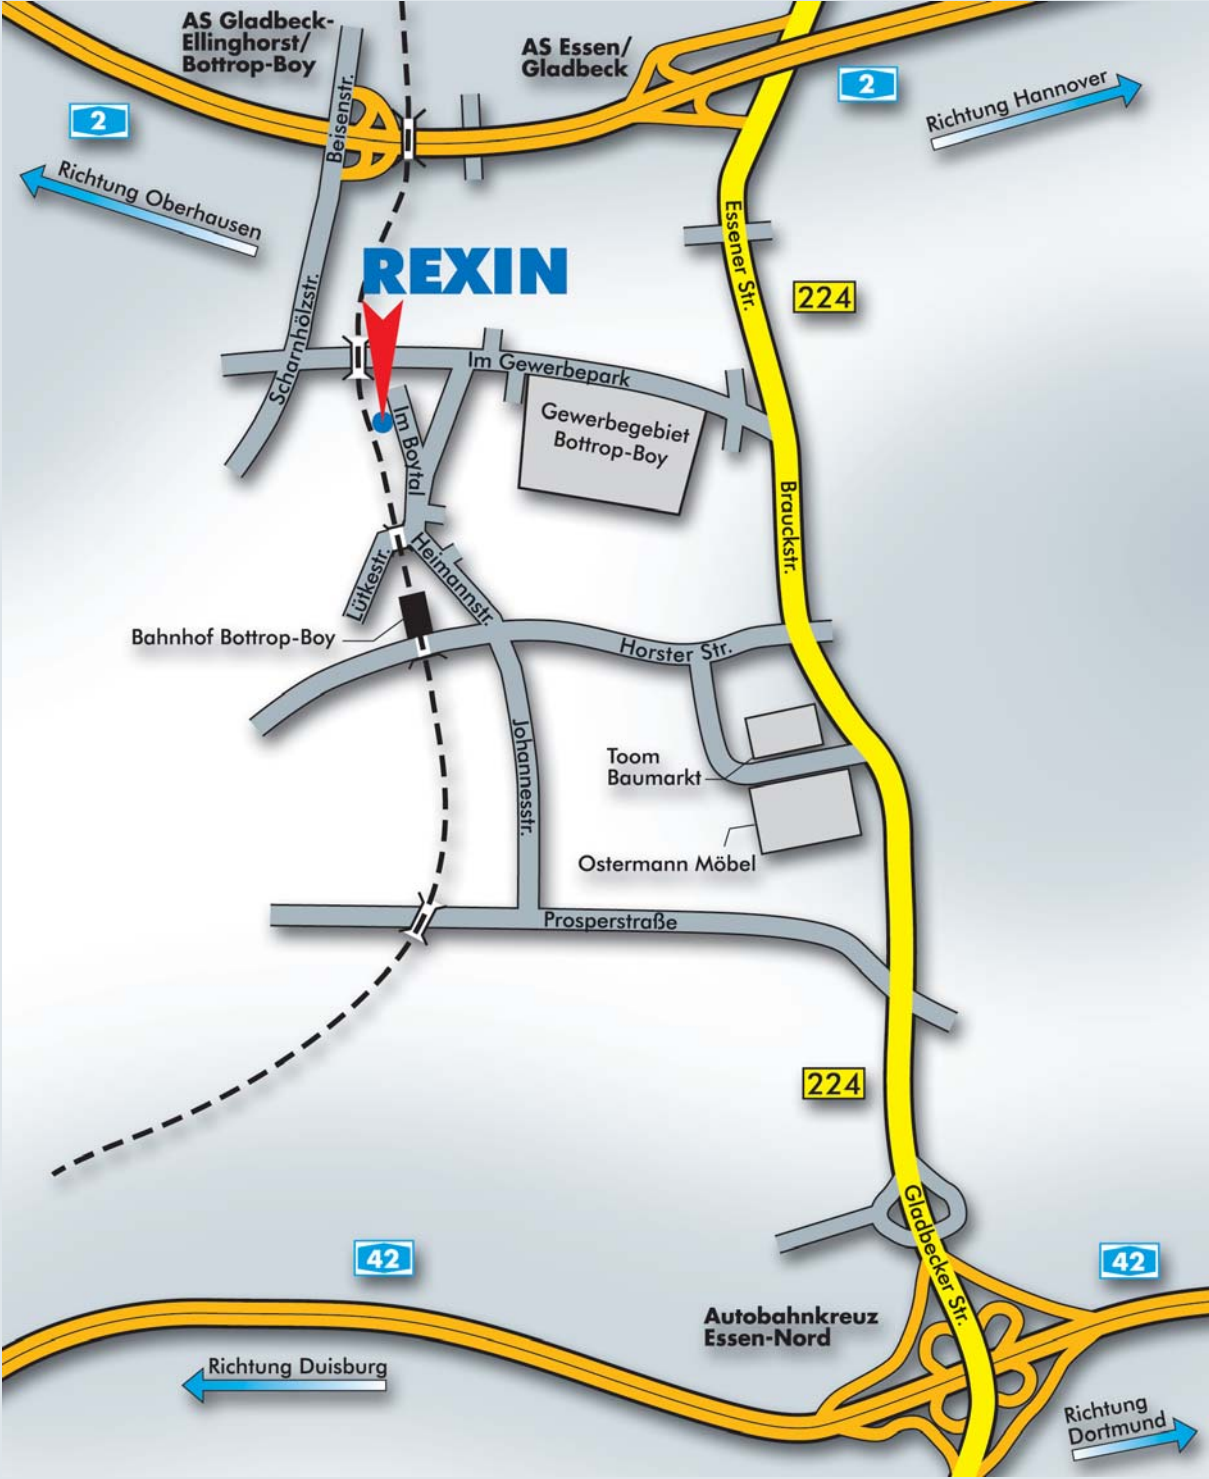 AS Gladbeck-
Ellinghorst/
Bottrop-Boy
AS Essen/
Gladbeck
2
2
Richtung Hannover
Beisenstr.
Richtung Oberhausen
Essener Str.
REXIN
224
Scharnhölzstr.
Im Gewerbepark
Gewerbegebiet
Bottrop-Boy
Im Boytal
Brauckstr.
Lütkestr.
Heimannstr.
Bahnhof Bottrop-Boy
Horster Str.
Johannesstr.
Toom
Baumarkt
Ostermann Möbel
Prosperstraße
224
Gladbecker Str.
42
42
Autobahnkreuz
Essen-Nord
Richtung Duisburg
Richtung
Dortmund